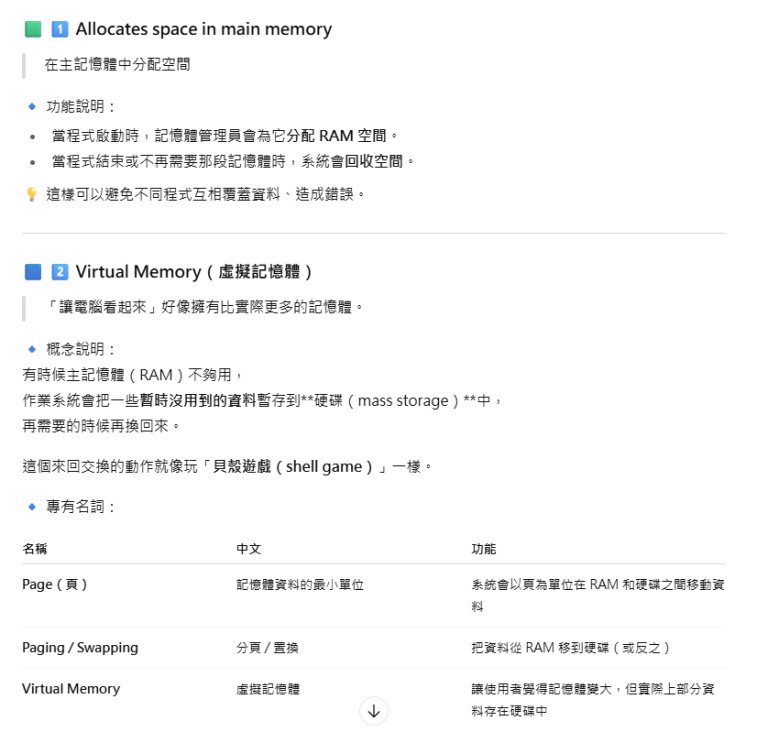 1 Allocates space in main memory
在主記憶體中分配空間
功能說明：
• 當程式啟動時，記憶體管理員會為它分配 RAM 空間。
• 當程式結束或不再需要那段記憶體時，系統會回收空間。
這樣可以避免不同程式互相覆蓋資料、造成錯誤。
2 Virtual Memory（虛擬記憶體）
「讓電腦看起來」好像擁有比實際更多的記憶體。
概念說明：
有時候主記憶體（RAM）不夠用，
作業系統會把一些暫時沒用到的資料暫存到**硬碟（mass storage）**中，
再需要的時候再換回來。
這個來回交換的動作就像玩「貝殼遊戲（shell game）」一樣。
專有名詞：
名稱 中文 功能
Page（頁） 記憶體資料的最小單位 系統會以頁為單位在 RAM 和硬碟之間移動資
料
Paging / Swapping 分頁 / 置換 把資料從 RAM 移到硬碟（或反之）
Virtual Memory 虛擬記憶體 讓使用者覺得記憶體變大，但實際上部分資
料存在硬碟中